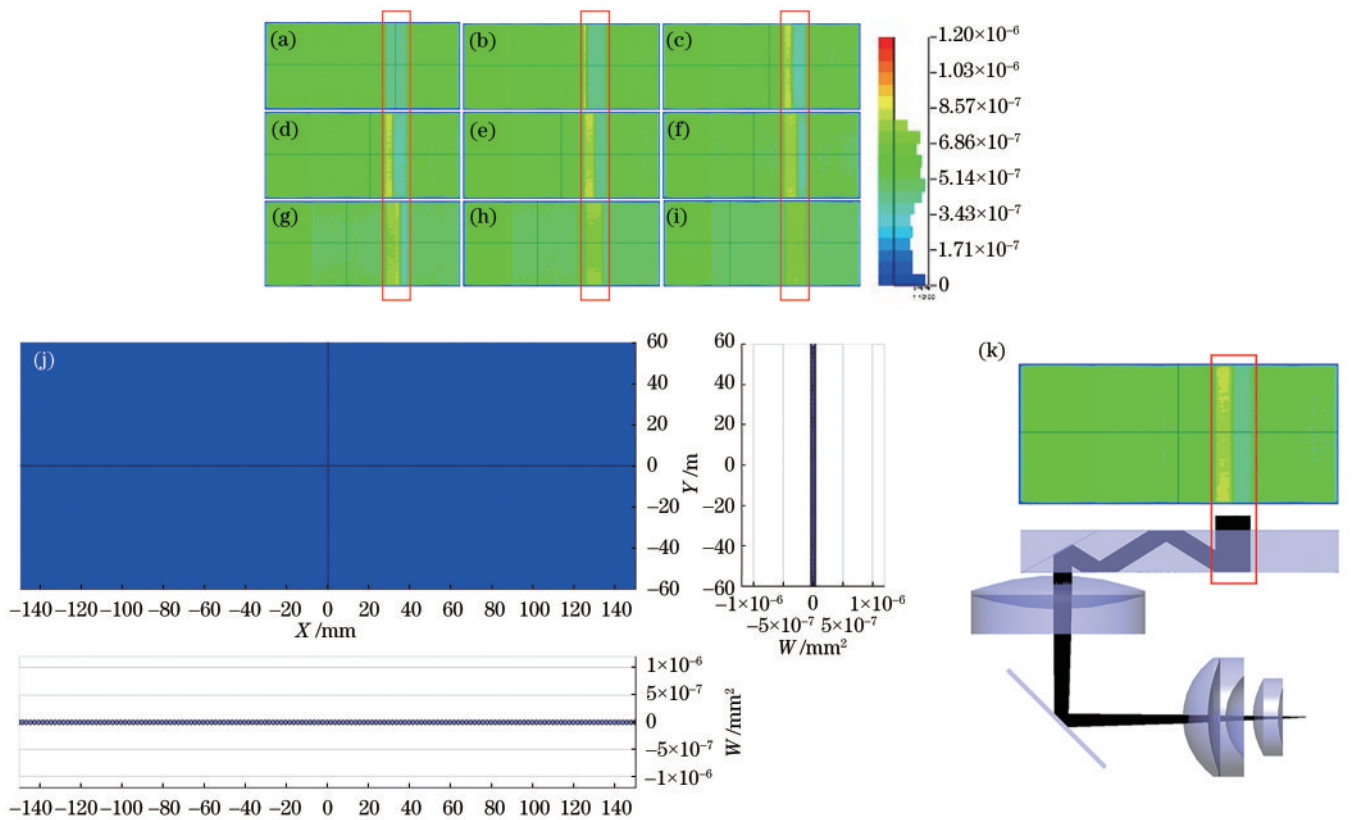 (a)
(b)
(c)
(d)
(e)
(f)
(g)
(h)
(i)
1.20×10⁻⁶
1.03×10⁻⁶
8.57×10⁻⁷
6.86×10⁻⁷
5.14×10⁻⁷
3.43×10⁻⁷
1.71×10⁻⁷
0
(j)
60
40
20
0
−20
−40
−60
Y /m
−140 −120 −100 −80 −60 −40 −20 0 20 40 60 80 100 120 140
X /mm
60
40
20
0
−20
−40
−60
−1×10⁻⁶ 0 1×10⁻⁶
−5×10⁻⁷ 5×10⁻⁷
W /mm²
1×10⁻⁶
5×10⁻⁷
0
−5×10⁻⁷
−1×10⁻⁶
W /mm²
−140 −120 −100 −80 −60 −40 −20 0 20 40 60 80 100 120 140
(k)